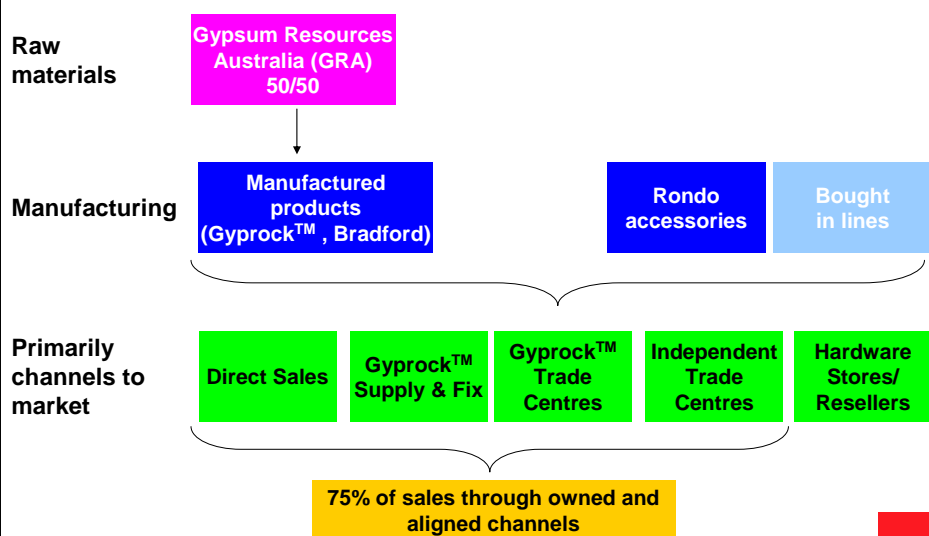 Raw
materials
Gypsum Resources
Australia (GRA)
50/50
Manufacturing
Manufactured
products
(Gyprock™ , Bradford)
Rondo
accessories
Bought
in lines
Primarily
channels to
market
Direct Sales
Gyprock™
Supply & Fix
Gyprock™
Trade
Centres
Independent
Trade
Centres
Hardware
Stores/
Resellers
75% of sales through owned and
aligned channels